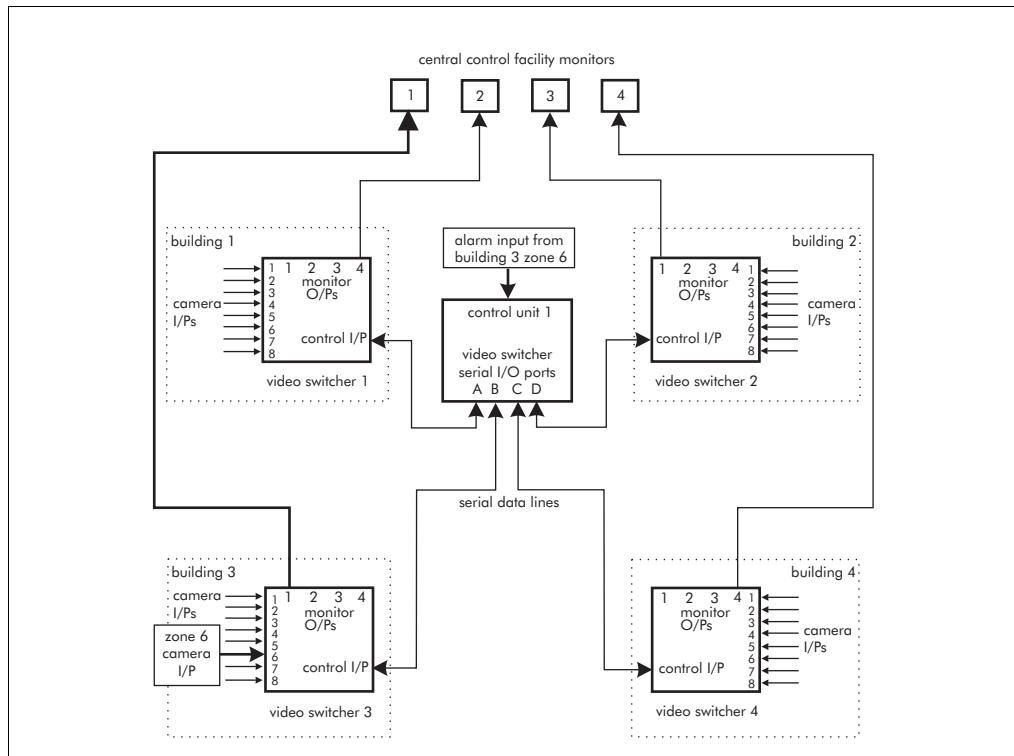 central control facility monitors
1 2 3 4
building 1
1 2 3 4
monitor
O/Ps
1
2
3
4
5
6
7
8
camera
I/Ps
control I/P
video switcher 1
alarm input from
building 3 zone 6
control unit 1
video switcher
serial I/O ports
A B C D
building 2
1 2 3 4
monitor
O/Ps
1
2
3
4
5
6
7
8
camera
I/Ps
control I/P
video switcher 2
serial data lines
building 3
camera
I/Ps
1 2 3 4
monitor
O/Ps
1
2
3
4
5
6
7
8
zone 6
camera
I/P
control I/P
video switcher 3
building 4
1 2 3 4
monitor
O/Ps
1
2
3
4
5
6
7
8
camera
I/Ps
control I/P
video switcher 4